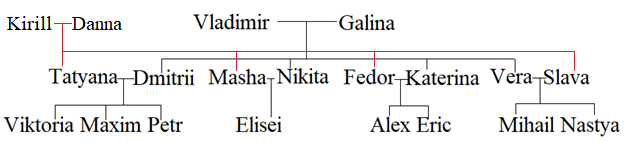 Kirill Danna Vladimir Galina
Tatyana Dmitrii Masha Nikita Fedor Katerina Vera Slava
Viktoria Maxim Petr Elisei Alex Eric Mihail Nastya